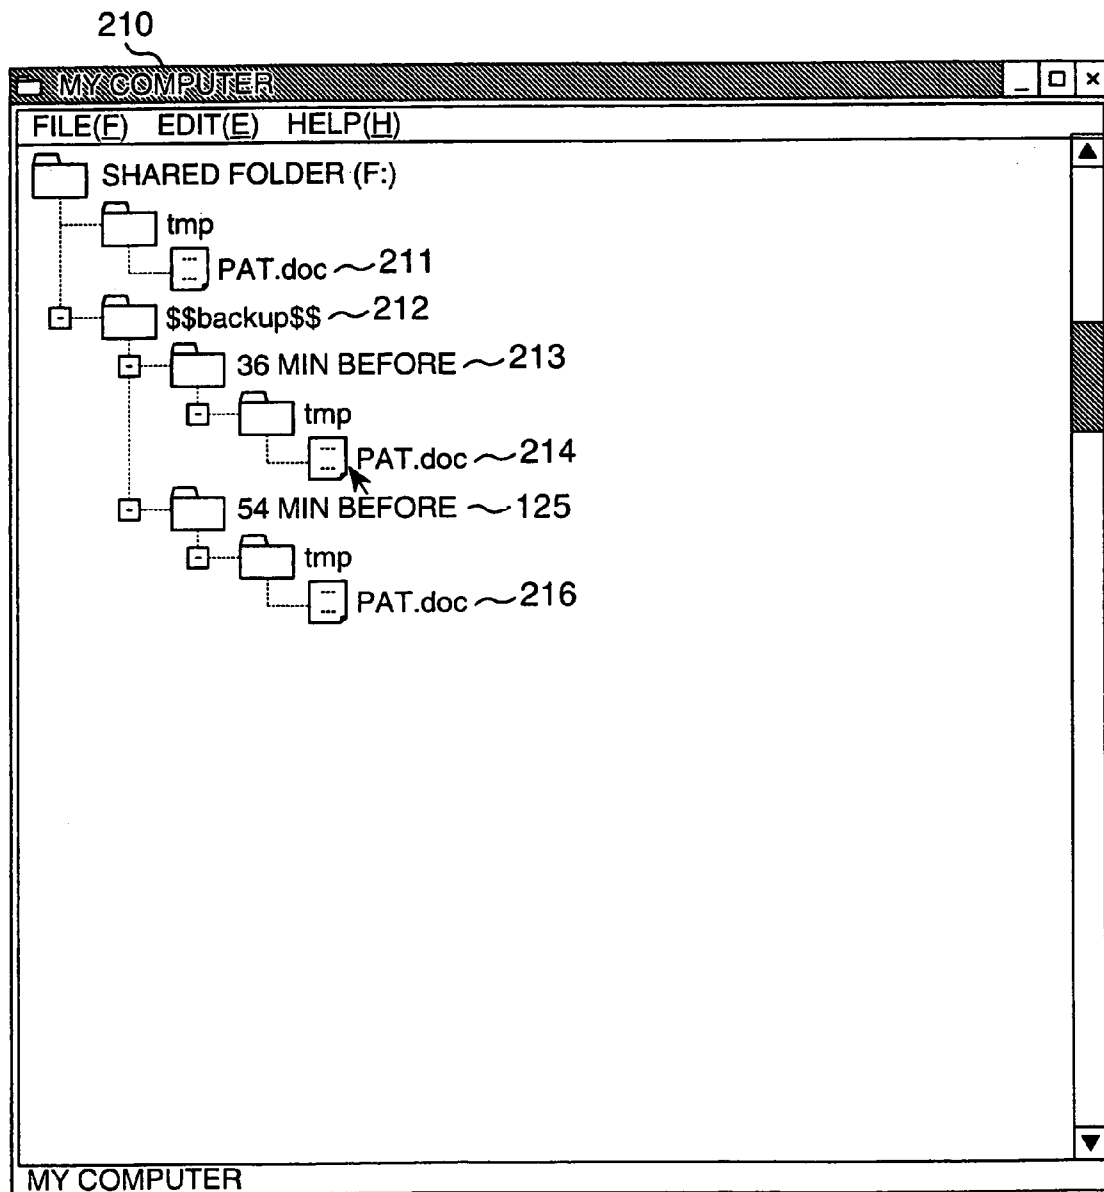 210
MY COMPUTER
FILE(F) EDIT(E) HELP(H)
SHARED FOLDER (F:)
tmp
PAT.doc 211
$$backup$$ 212
36 MIN BEFORE 213
tmp
PAT.doc 214
54 MIN BEFORE 125
tmp
PAT.doc 216
MY COMPUTER